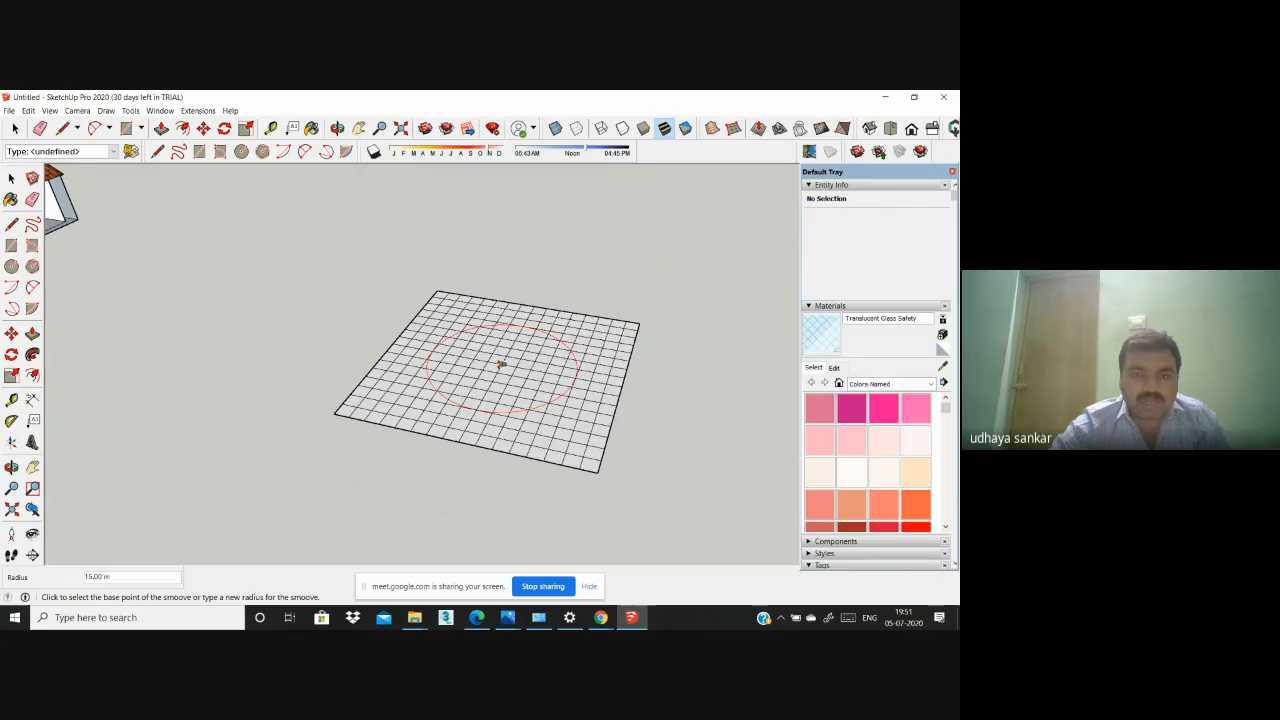 Untitled - SketchUp Pro 2020 (30 days left in TRIAL)
File Edit View Camera Draw Tools Window Extensions Help
Type: <undefined>
J F M A M J J A S O N D
06:43 AM Noon 04:45 PM
Default Tray
Entity Info
No Selection
Materials
Translucent Glass Safety
Select Edit
Colors-Named
udhaya sankar
Components
Styles
Tags
Radius 15.00 m
meet.google.com is sharing your screen. Stop sharing Hide
Click to select the base point of the smoove or type a new radius for the smoove.
Type here to search
ENG
19:51
05-07-2020